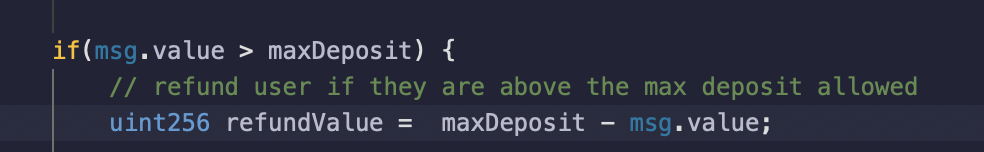 if(msg.value > maxDeposit) {
// refund user if they are above the max deposit allowed
uint256 refundValue =  maxDeposit - msg.value;